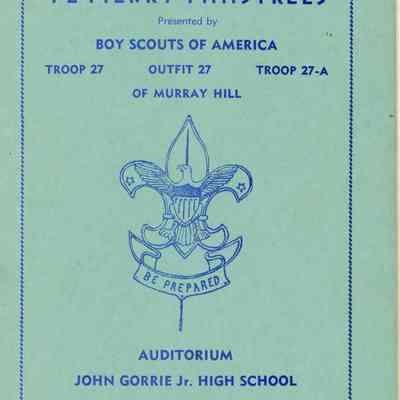 Presented by
BOY SCOUTS OF AMERICA
TROOP 27 OUTFIT 27 TROOP 27-A
OF MURRAY HILL
BE PREPARED
AUDITORIUM
JOHN GORRIE Jr. HIGH SCHOOL